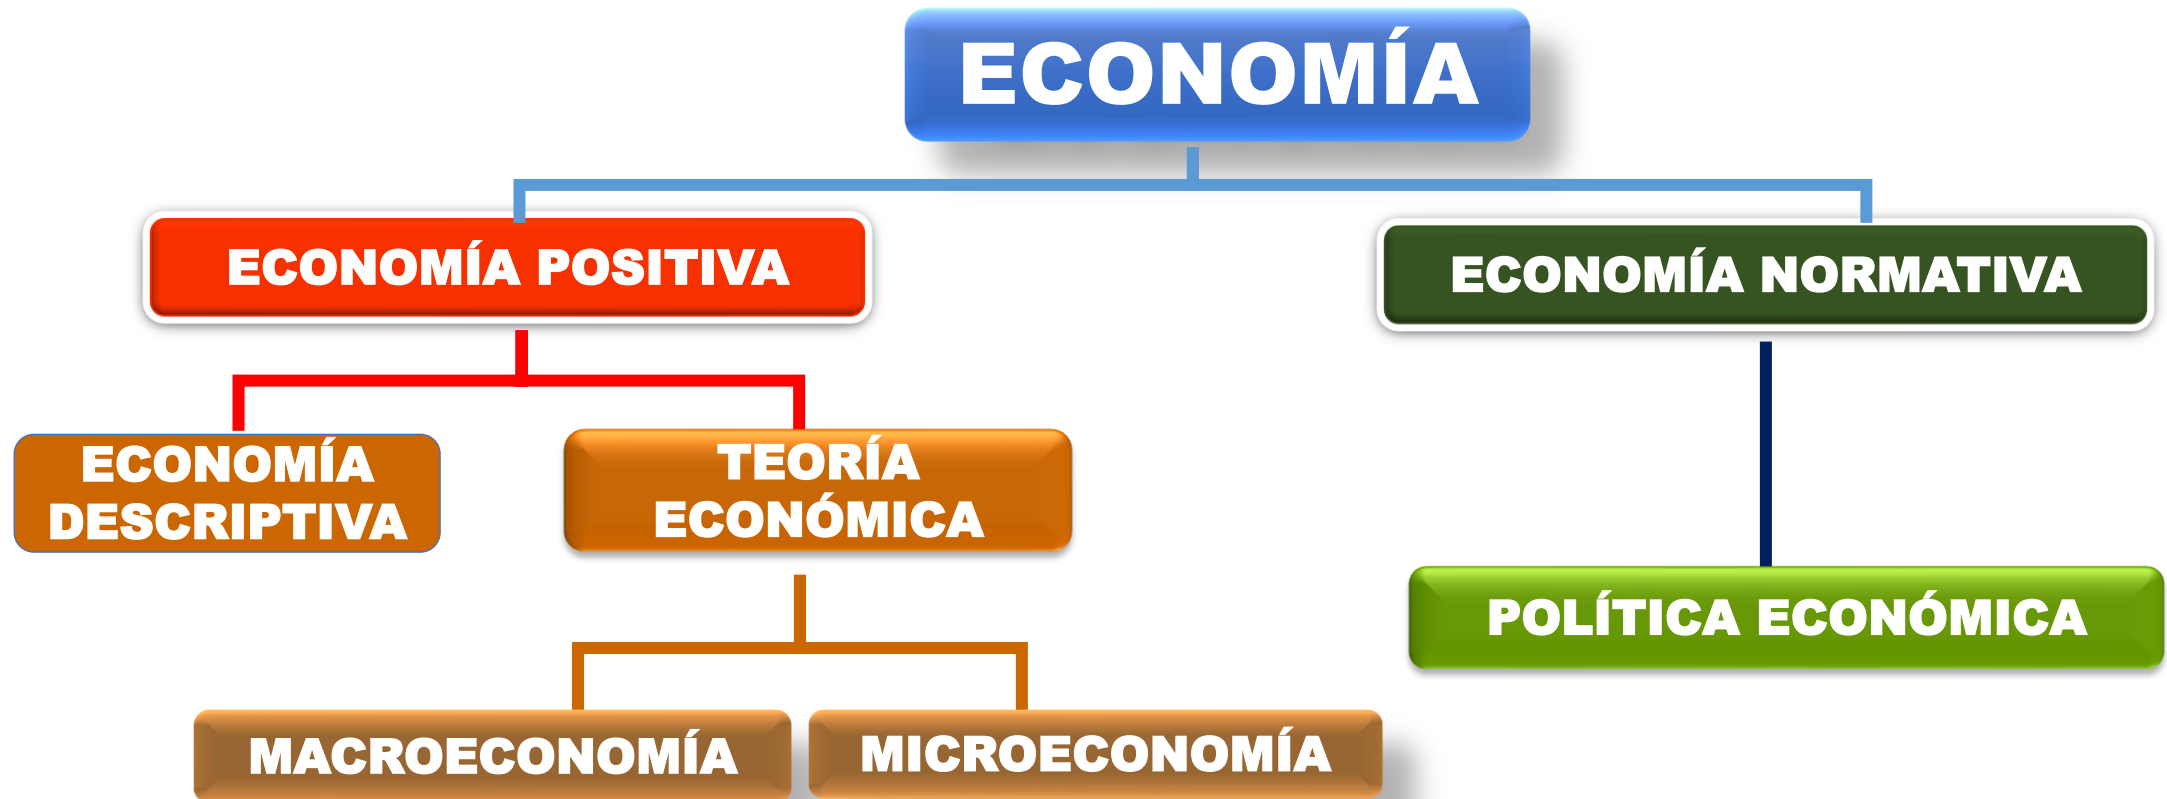 ECONOMÍA
ECONOMÍA POSITIVA
ECONOMÍA NORMATIVA
ECONOMÍA
DESCRIPTIVA
TEORÍA
ECONÓMICA
POLÍTICA ECONÓMICA
MACROECONOMÍA
MICROECONOMÍA